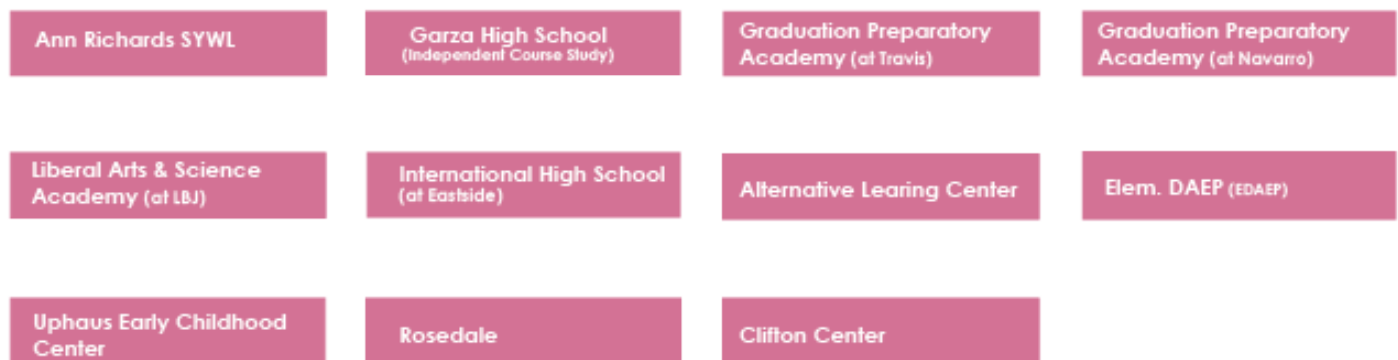 Ann Richards SYWL
Garza High School
(Independent Course Study)
Graduation Preparatory
Academy (at Travis)
Graduation Preparatory
Academy (at Navarro)
Liberal Arts & Science
Academy (at LBJ)
International High School
(at Eastside)
Alternative Learing Center
Elem. DAEP (EDAEP)
Uphaus Early Childhood
Center
Rosedale
Clifton Center